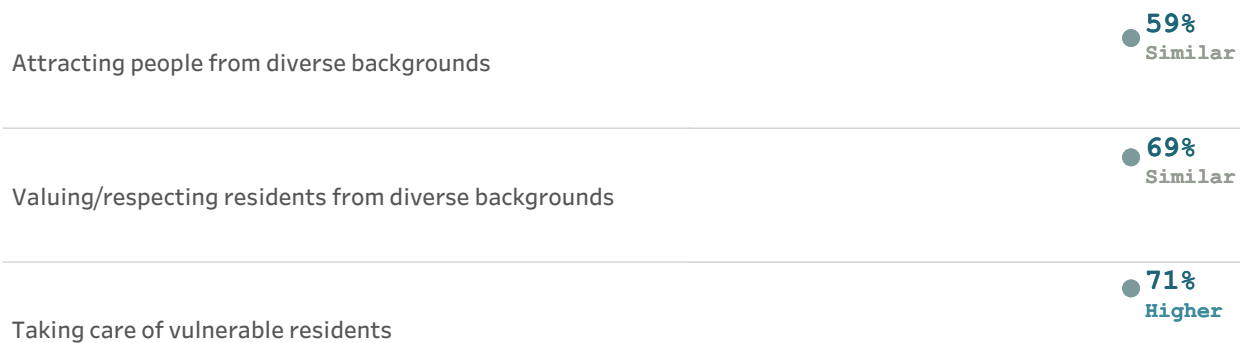 59%
Similar
Attracting people from diverse backgrounds
69%
Similar
Valuing/respecting residents from diverse backgrounds
71%
Higher
Taking care of vulnerable residents